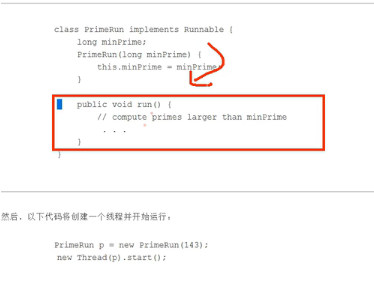 class PrimeRun implements Runnable {
long minPrime;
PrimeRun(long minPrime) {
this.minPrime = minPrime;
}
public void run() {
// compute primes larger than minPrime
. . .
}
}
然后，以下代码将创建一个线程并开始运行：
PrimeRun p = new PrimeRun(143);
new Thread(p).start();